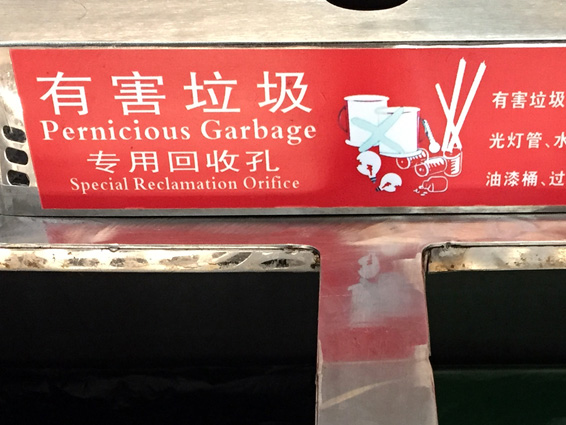 有害垃圾
Pernicious Garbage
专用回收孔
Special Reclamation Orifice
有害垃圾
光灯管、水
油漆桶、过